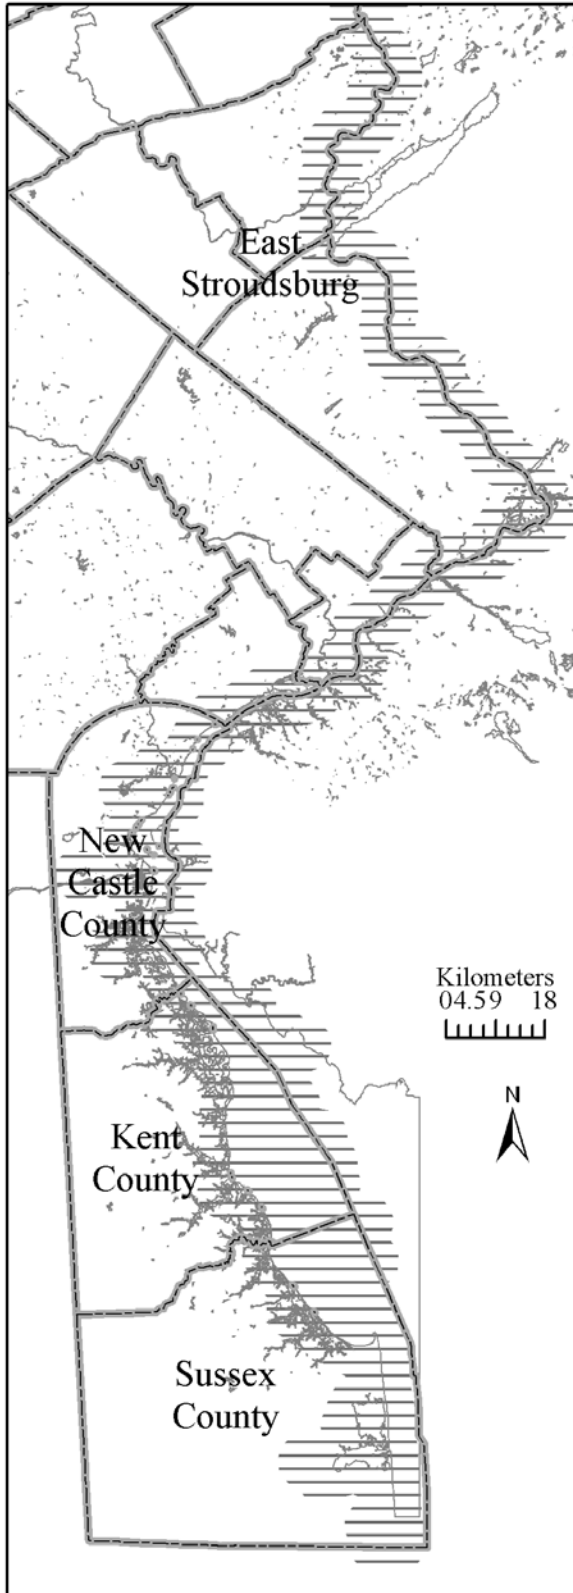 East
Stroudsburg
New
Castle
County
Kilometers
04.59 18
N
Kent
County
Sussex
County